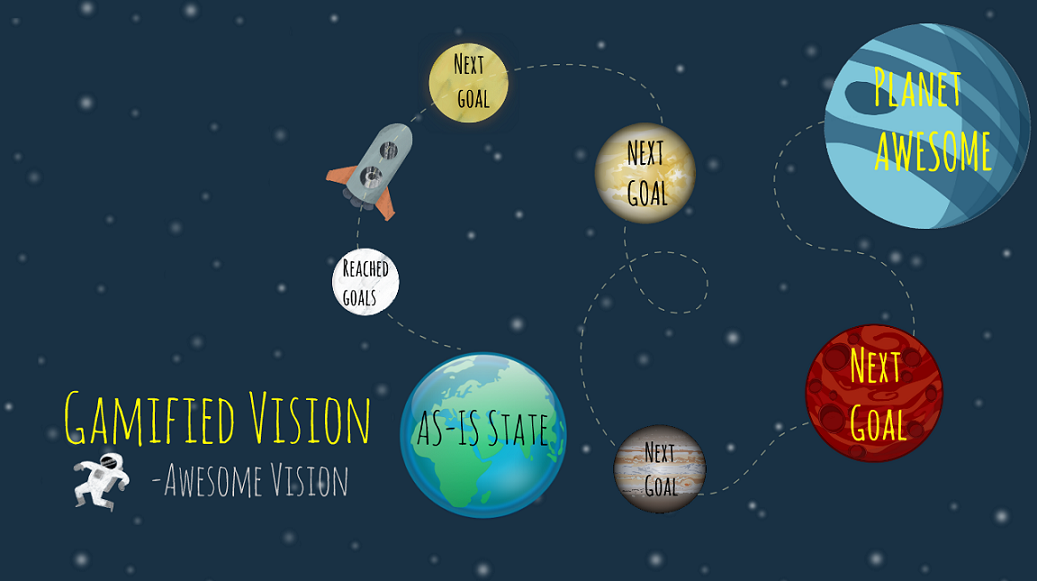 Next
goal
Planet
awesome
Next
goal
Reached
goals
Next
Goal
Gamified Vision
AS-IS State
Next
Goal
-Awesome Vision